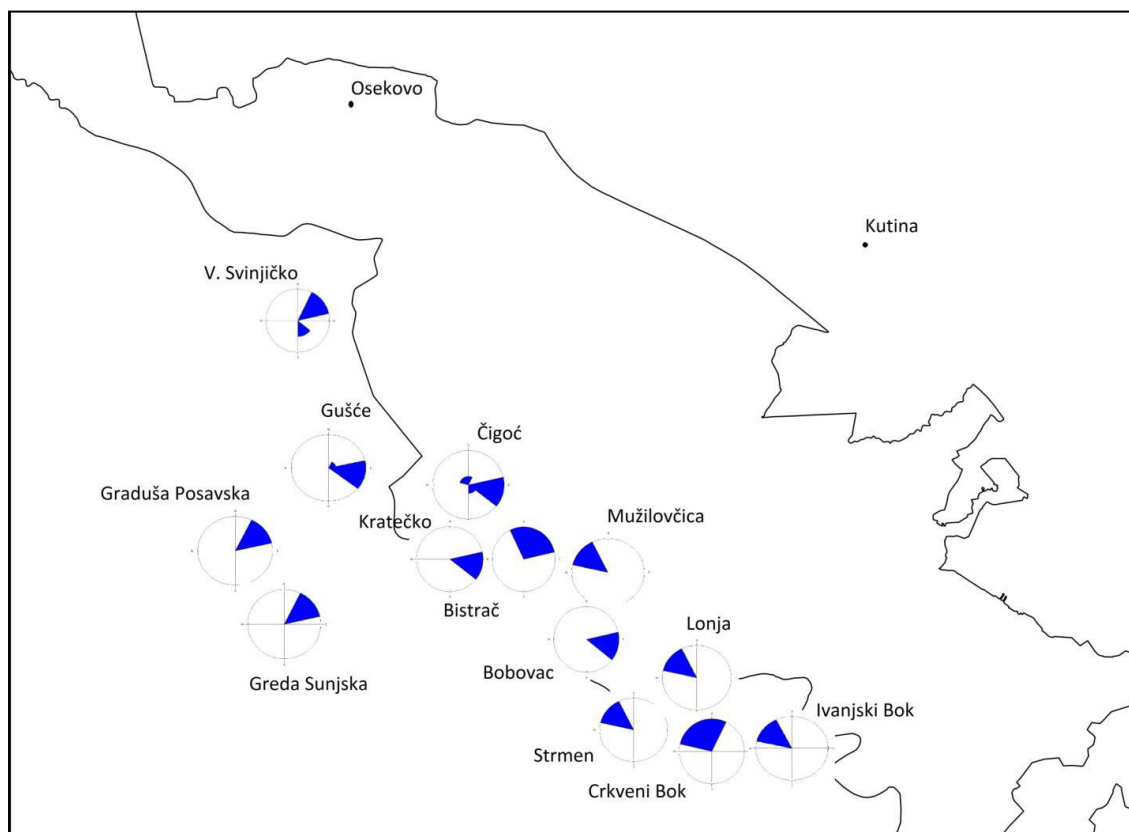 Osekovo
Kutina
V. Svinjičko
Gušće
Čigoć
Graduša Posavska
Kratečko
Mužilovčica
Bistrač
Lonja
Bobovac
Greda Sunjska
Ivanjski Bok
Strmen
Crkveni Bok